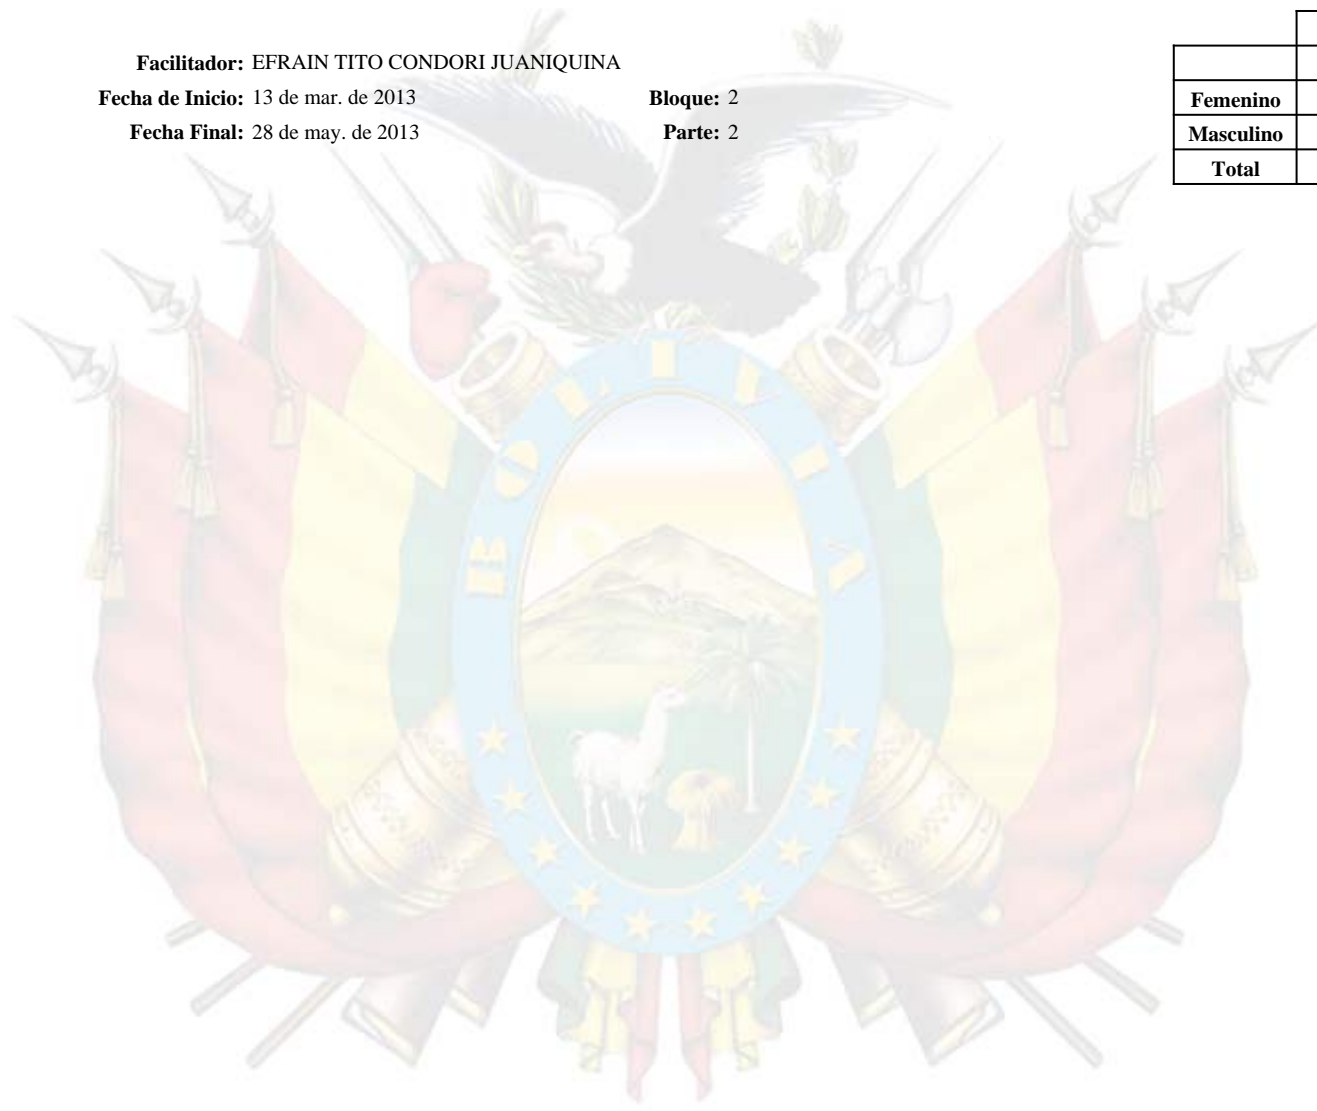 Facilitador: EFRAIN TITO CONDORI JUANIQUINA
Fecha de Inicio: 13 de mar. de 2013 Bloque: 2
Fecha Final: 28 de may. de 2013 Parte: 2
Femenino
Masculino
Total
BOLIVIA